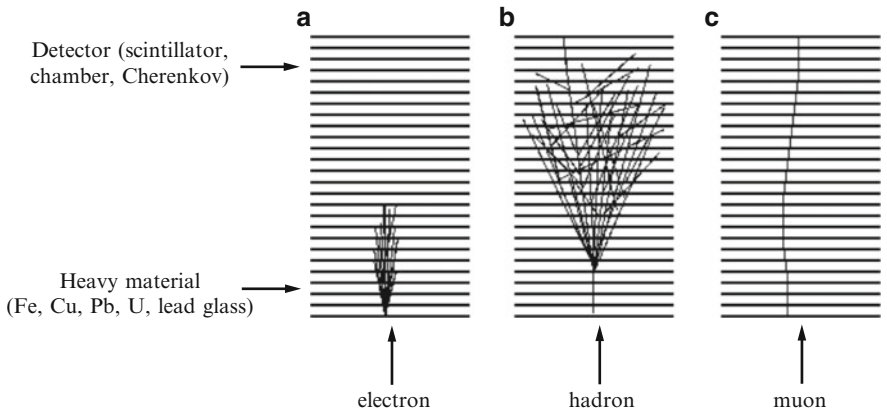 a
b
c
Detector (scintillator,
chamber, Cherenkov)
Heavy material
(Fe, Cu, Pb, U, lead glass)
electron
hadron
muon